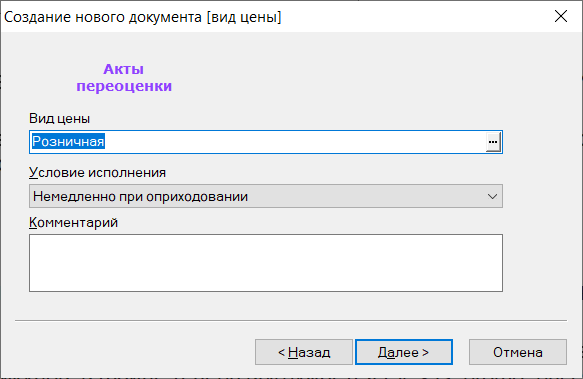 Создание нового документа [вид цены]
Акты
переоценки
Вид цены
Розничная
...
Условие исполнения
Немедленно при оприходовании
Комментарий
< Назад
Далее >
Отмена